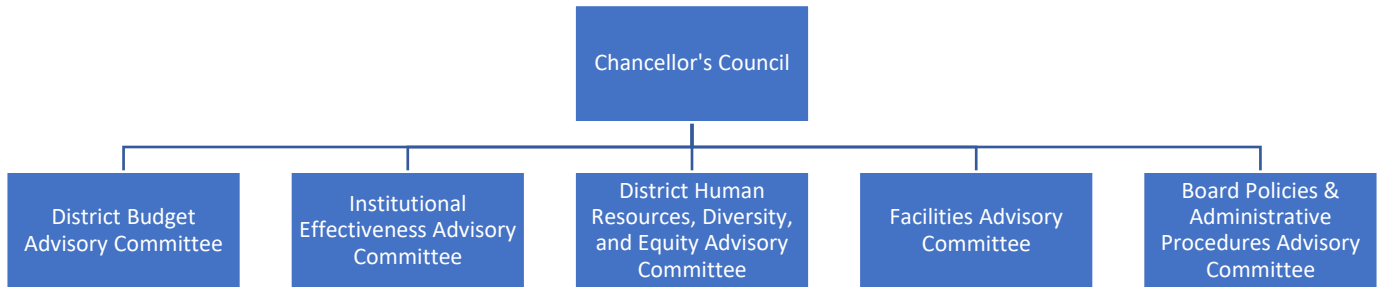 Chancellor's Council
District Budget
Advisory Committee
Institutional
Effectiveness Advisory
Committee
District Human
Resources, Diversity,
and Equity Advisory
Committee
Facilities Advisory
Committee
Board Policies &
Administrative
Procedures Advisory
Committee